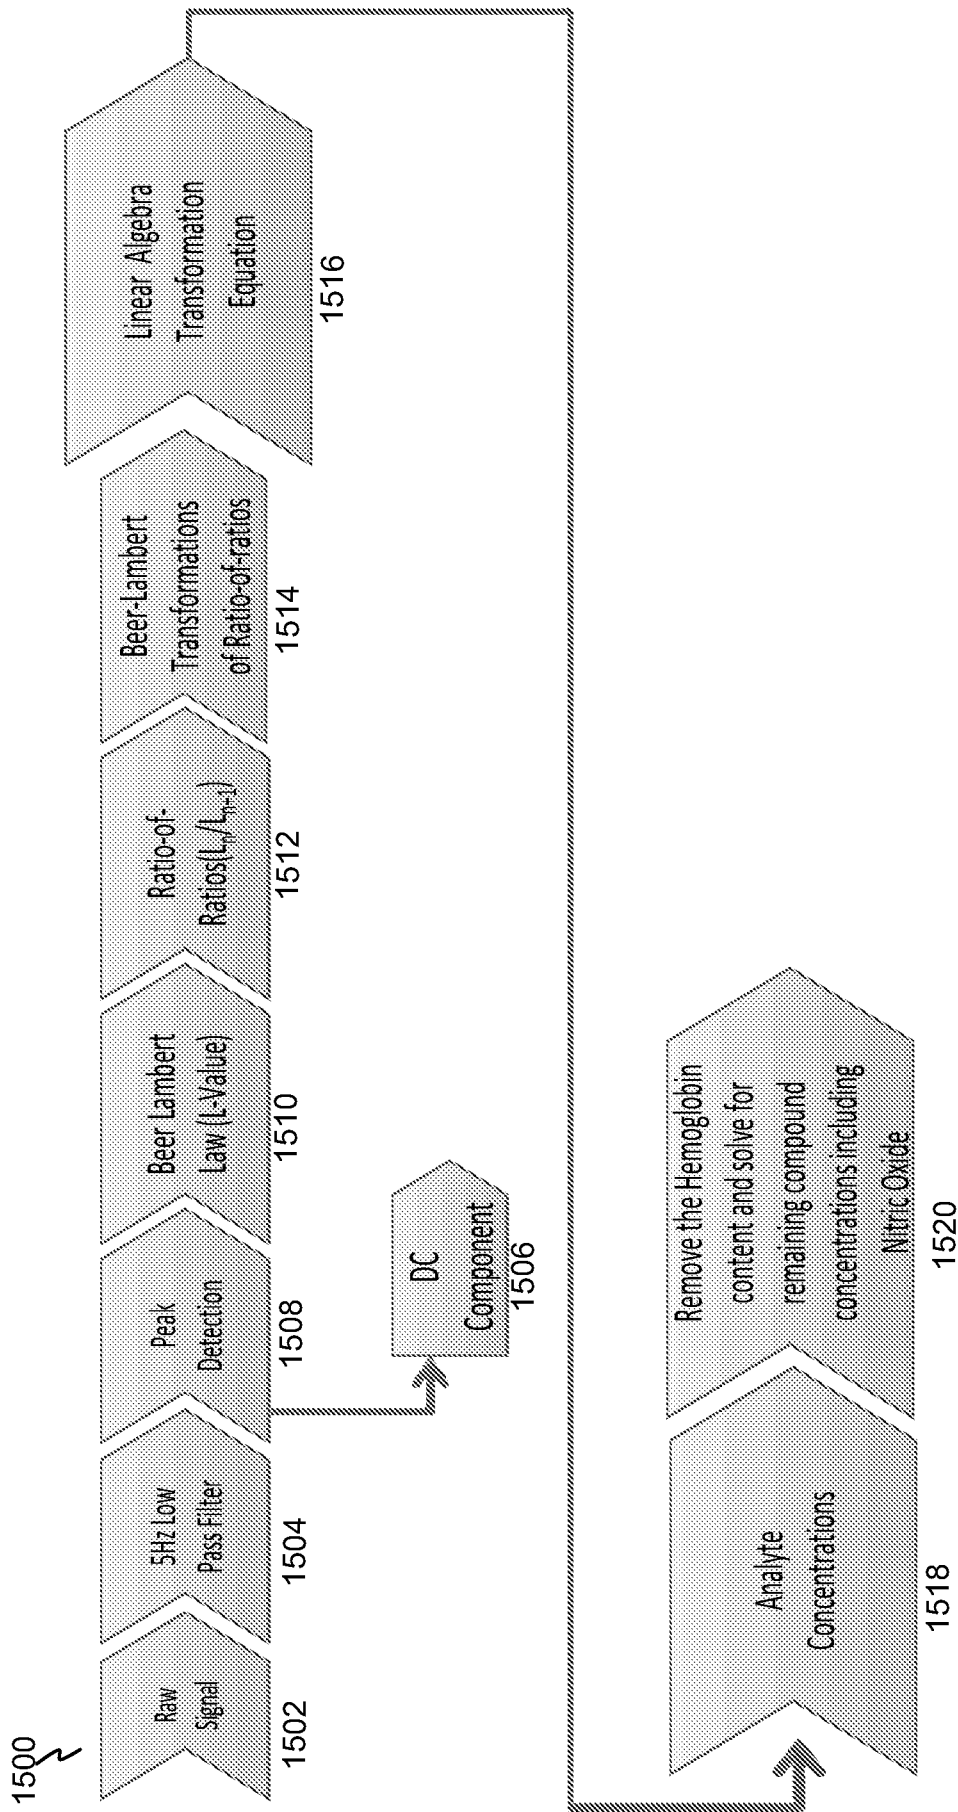 1500
Raw
Signal
1502
5Hz Low
Pass Filter
1504
Peak
Detection
1508
Beer Lambert
Law (L-Value)
1510
Ratio-of-
Ratios(Lₙ/Lₙ₋₁)
1512
Beer-Lambert
Transformations
of Ratio-of-ratios
1514
Linear Algebra
Transformation
Equation
1516
DC
Component
1506
Analyte
Concentrations
1518
Remove the Hemoglobin
content and solve for
remaining compound
concentrations including
Nitric Oxide
1520